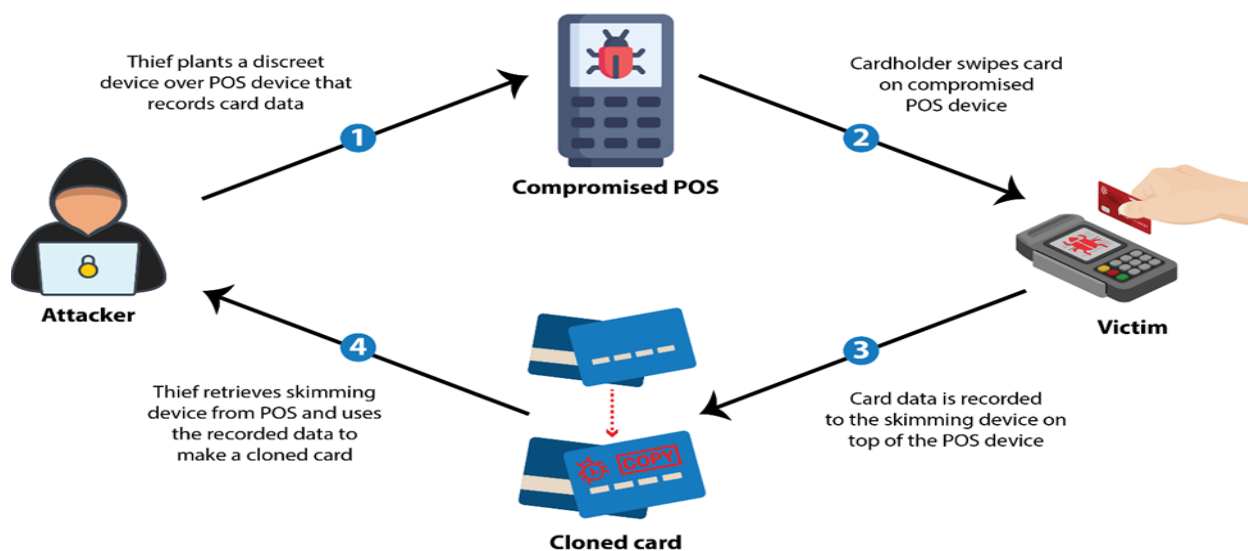 Thief plants a discreet
device over POS device that
records card data
1
Compromised POS
Cardholder swipes card
on compromised
POS device
2
Attacker
Victim
4
3
Thief retrieves skimming
device from POS and uses
the recorded data to
make a cloned card
Card data is recorded
to the skimming device on
top of the POS device
COPY
Cloned card